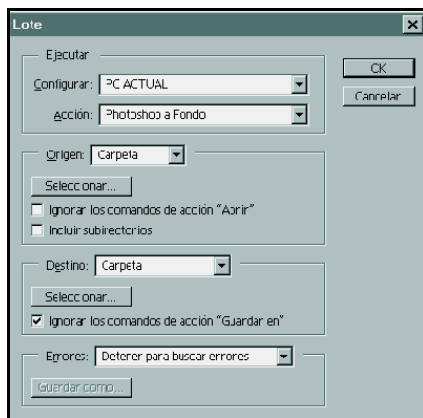 Lote
Ejecutar
Configurar: PC ACTUAL
Acción: Photoshop a Fondo
OK
Cancelar
Origen: Carpeta
Seleccionar...
Ignorar los comandos de acción "Abrir"
Incluir subdirectorios
Destino: Carpeta
Seleccionar...
Ignorar los comandos de acción "Guardar en"
Errores: Detener para buscar errores
Guardar como...